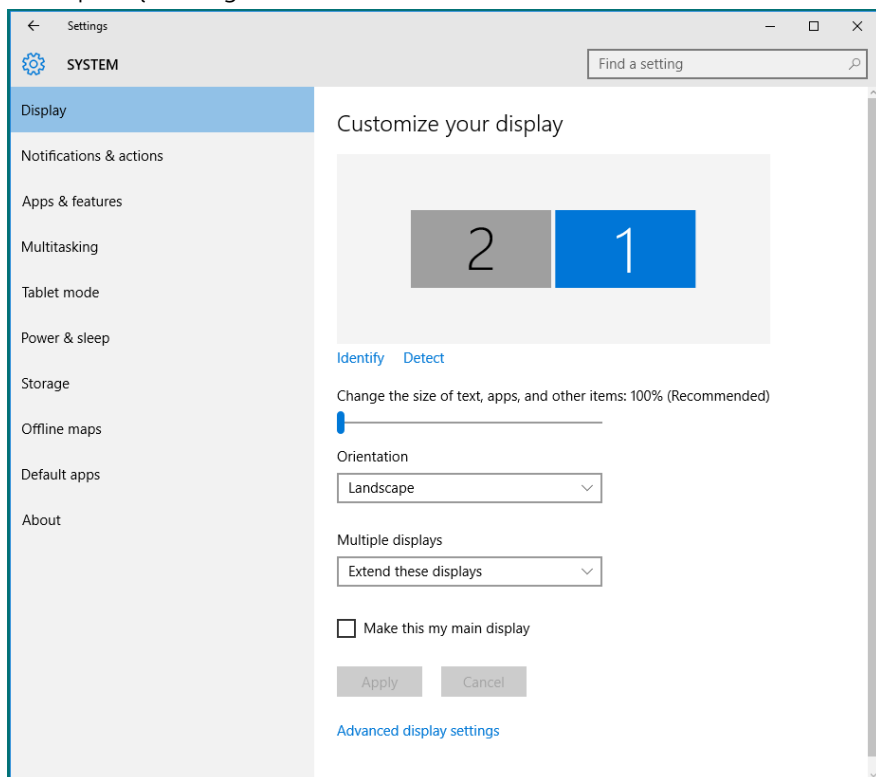 Settings
SYSTEM
Find a setting
Display
Notifications & actions
Apps & features
Multitasking
Tablet mode
Power & sleep
Storage
Offline maps
Default apps
About
Customize your display
2 1
Identify Detect
Change the size of text, apps, and other items: 100% (Recommended)
Orientation
Landscape
Multiple displays
Extend these displays
Make this my main display
Apply Cancel
Advanced display settings